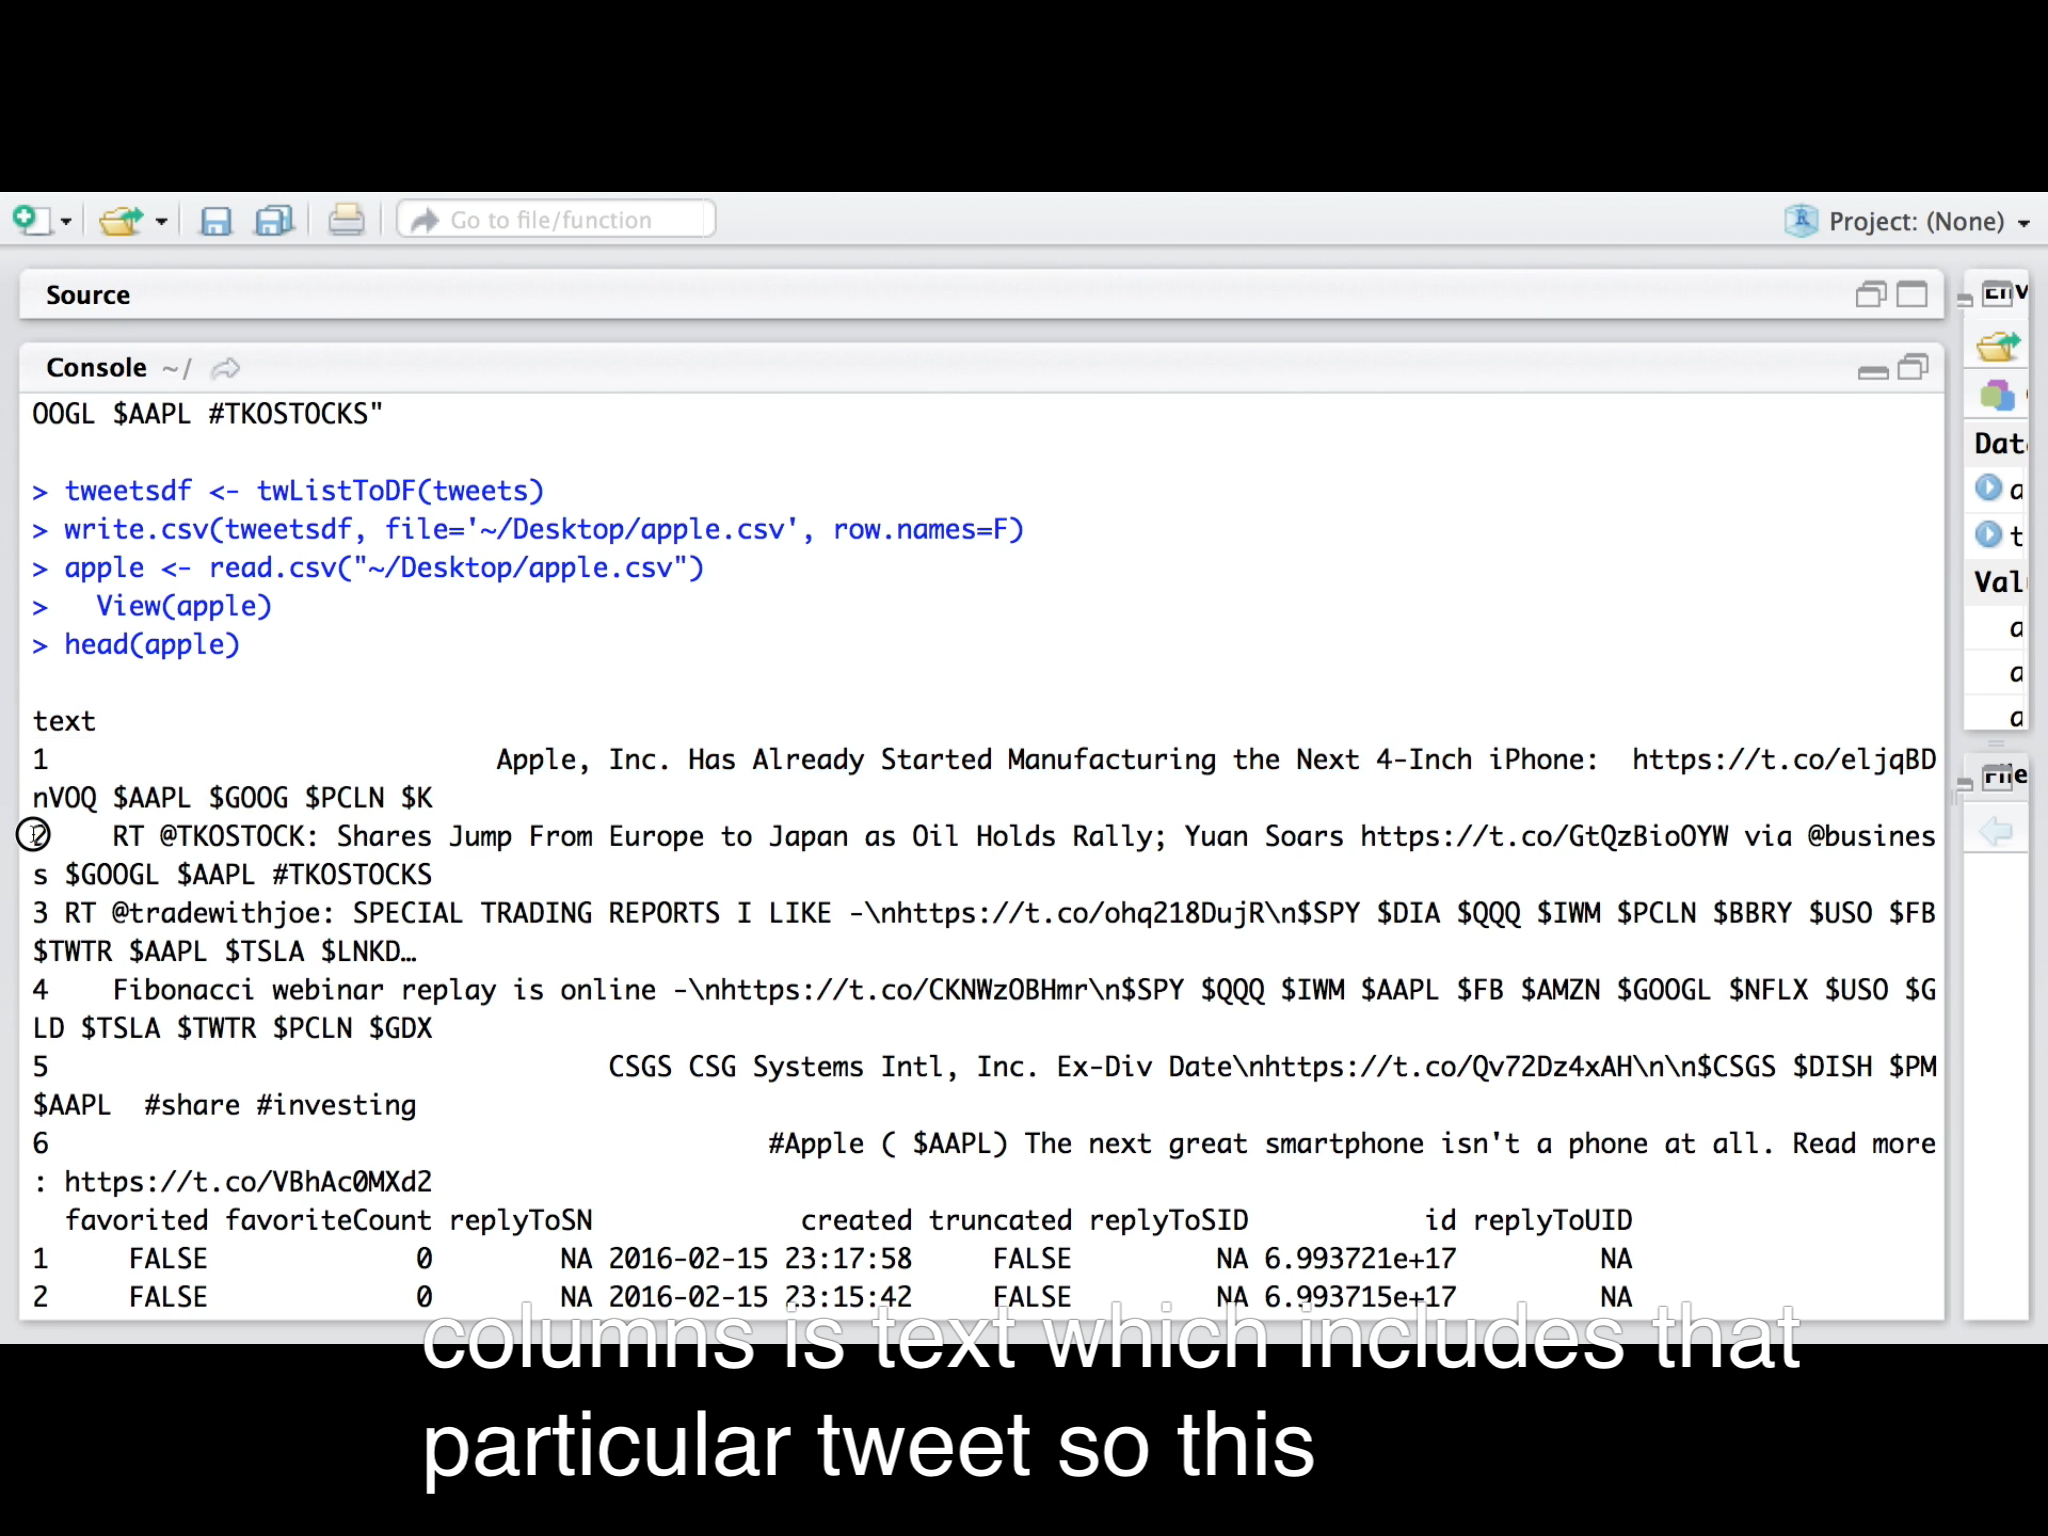 Go to file/function
Project: (None)
Source
Console ~/
OOGL $AAPL #TKOSTOCKS"
> tweetsdf <- twListToDF(tweets)
> write.csv(tweetsdf, file='~/Desktop/apple.csv', row.names=F)
> apple <- read.csv("~/Desktop/apple.csv")
>   View(apple)
> head(apple)
text
1 Apple, Inc. Has Already Started Manufacturing the Next 4-Inch iPhone:  https://t.co/eljqBD
nVOQ $AAPL $GOOG $PCLN $K
2 RT @TKOSTOCK: Shares Jump From Europe to Japan as Oil Holds Rally; Yuan Soars https://t.co/GtQzBioOYW via @busines
s $GOOGL $AAPL #TKOSTOCKS
3 RT @tradewithjoe: SPECIAL TRADING REPORTS I LIKE -\nhttps://t.co/ohq218DujR\n$SPY $DIA $QQQ $IWM $PCLN $BBRY $USO $FB
$TWTR $AAPL $TSLA $LNKD…
4 Fibonacci webinar replay is online -\nhttps://t.co/CKNWzOBHmr\n$SPY $QQQ $IWM $AAPL $FB $AMZN $GOOGL $NFLX $USO $G
LD $TSLA $TWTR $PCLN $GDX
5 CSGS CSG Systems Intl, Inc. Ex-Div Date\nhttps://t.co/Qv72Dz4xAH\n\n$CSGS $DISH $PM
$AAPL  #share #investing
6 #Apple ( $AAPL) The next great smartphone isn't a phone at all. Read more
: https://t.co/VBhAc0MXd2
favorited favoriteCount replyToSN created truncated replyToSID id replyToUID
1 FALSE 0 NA 2016-02-15 23:17:58 FALSE NA 6.993721e+17 NA
2 FALSE 0 NA 2016-02-15 23:15:42 FALSE NA 6.993715e+17 NA
columns is text which includes that
particular tweet so this